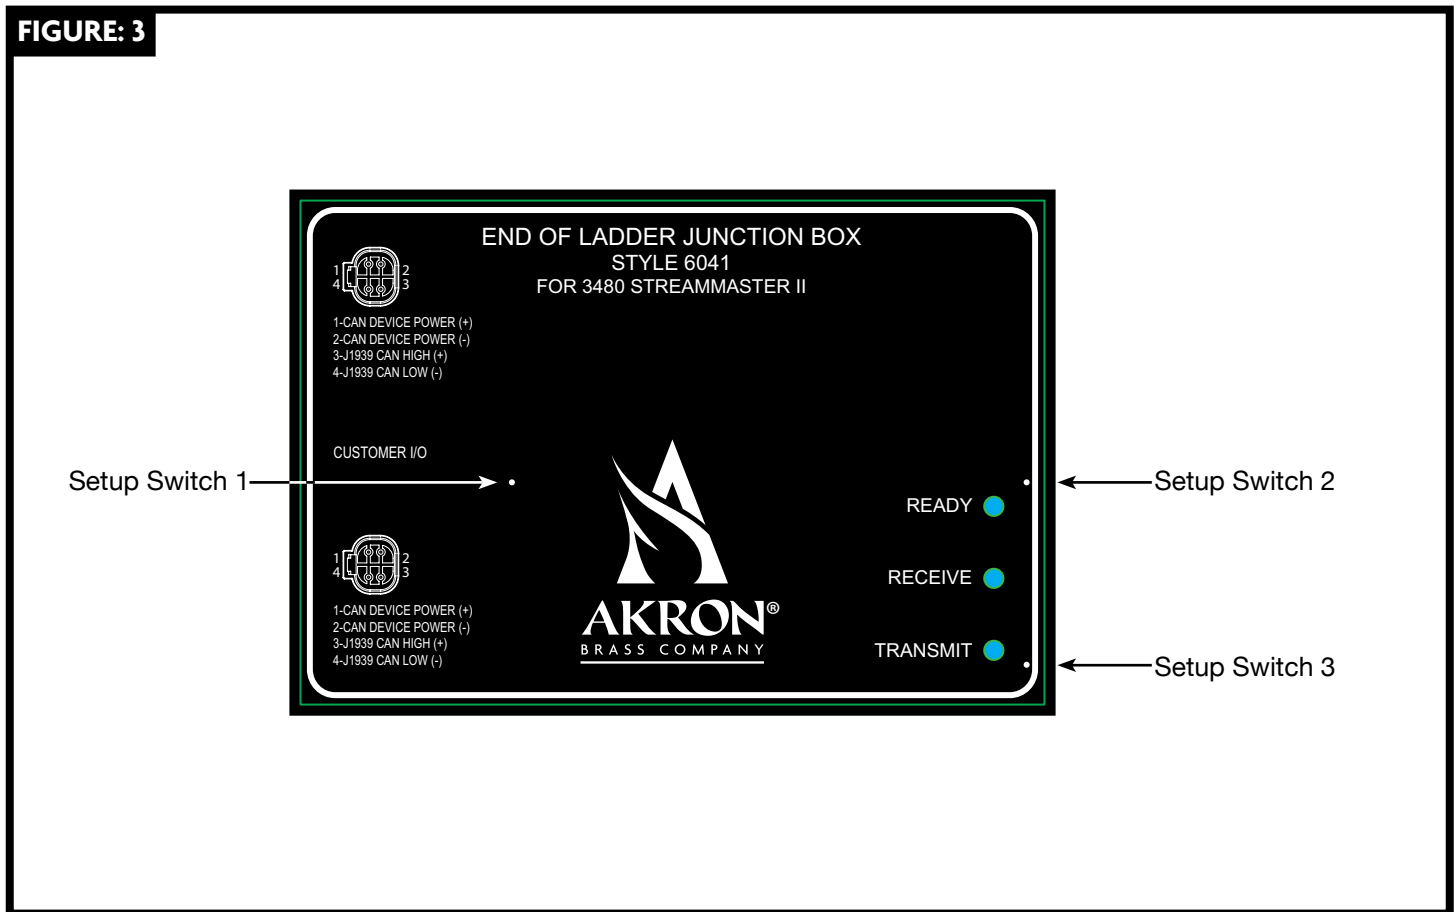 FIGURE: 3
END OF LADDER JUNCTION BOX
STYLE 6041
FOR 3480 STREAMMASTER II
1 2
4 3
1-CAN DEVICE POWER (+)
2-CAN DEVICE POWER (-)
3-J1939 CAN HIGH (+)
4-J1939 CAN LOW (-)
CUSTOMER I/O
Setup Switch 1
Setup Switch 2
READY
1 2
4 3
RECEIVE
1-CAN DEVICE POWER (+)
2-CAN DEVICE POWER (-)
3-J1939 CAN HIGH (+)
4-J1939 CAN LOW (-)
AKRON®
BRASS COMPANY
TRANSMIT
Setup Switch 3